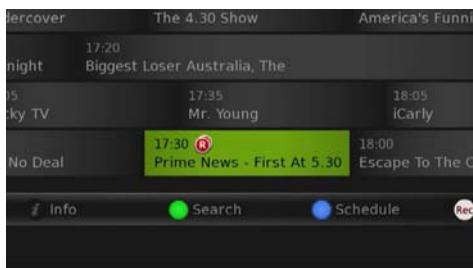 dercover The 4.30 Show America's Funn
17:20
night Biggest Loser Australia, The
05 17:35 18:05
cky TV Mr. Young iCarly
17:30 R 18:00
No Deal Prime News - First At 5.30 Escape To The C
i Info Search Schedule Rec